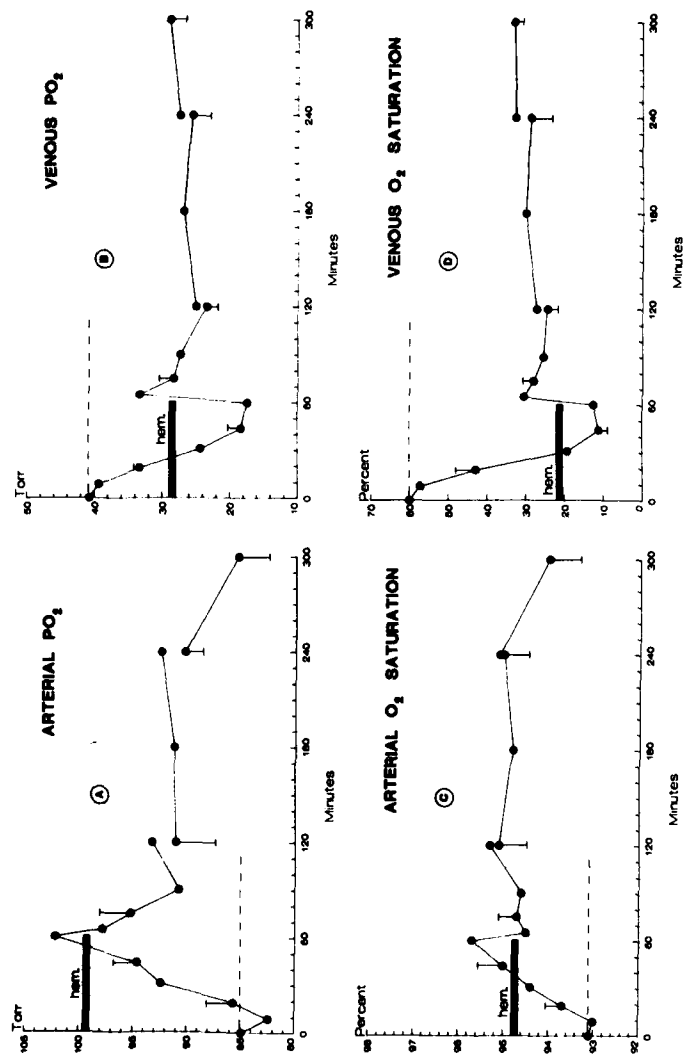 ARTERIAL PO2
A
Torr
105
100
95
90
85
80
hem.
0
60
120
180
240
300
Minutes
VENOUS PO2
B
Torr
50
40
30
20
10
hem.
0
60
120
180
240
300
Minutes
ARTERIAL O2 SATURATION
C
Percent
98
97
96
95
94
93
92
hem.
0
60
120
180
240
300
Minutes
VENOUS O2 SATURATION
D
Percent
70
60
50
40
30
20
10
0
hem.
0
60
120
180
240
300
Minutes